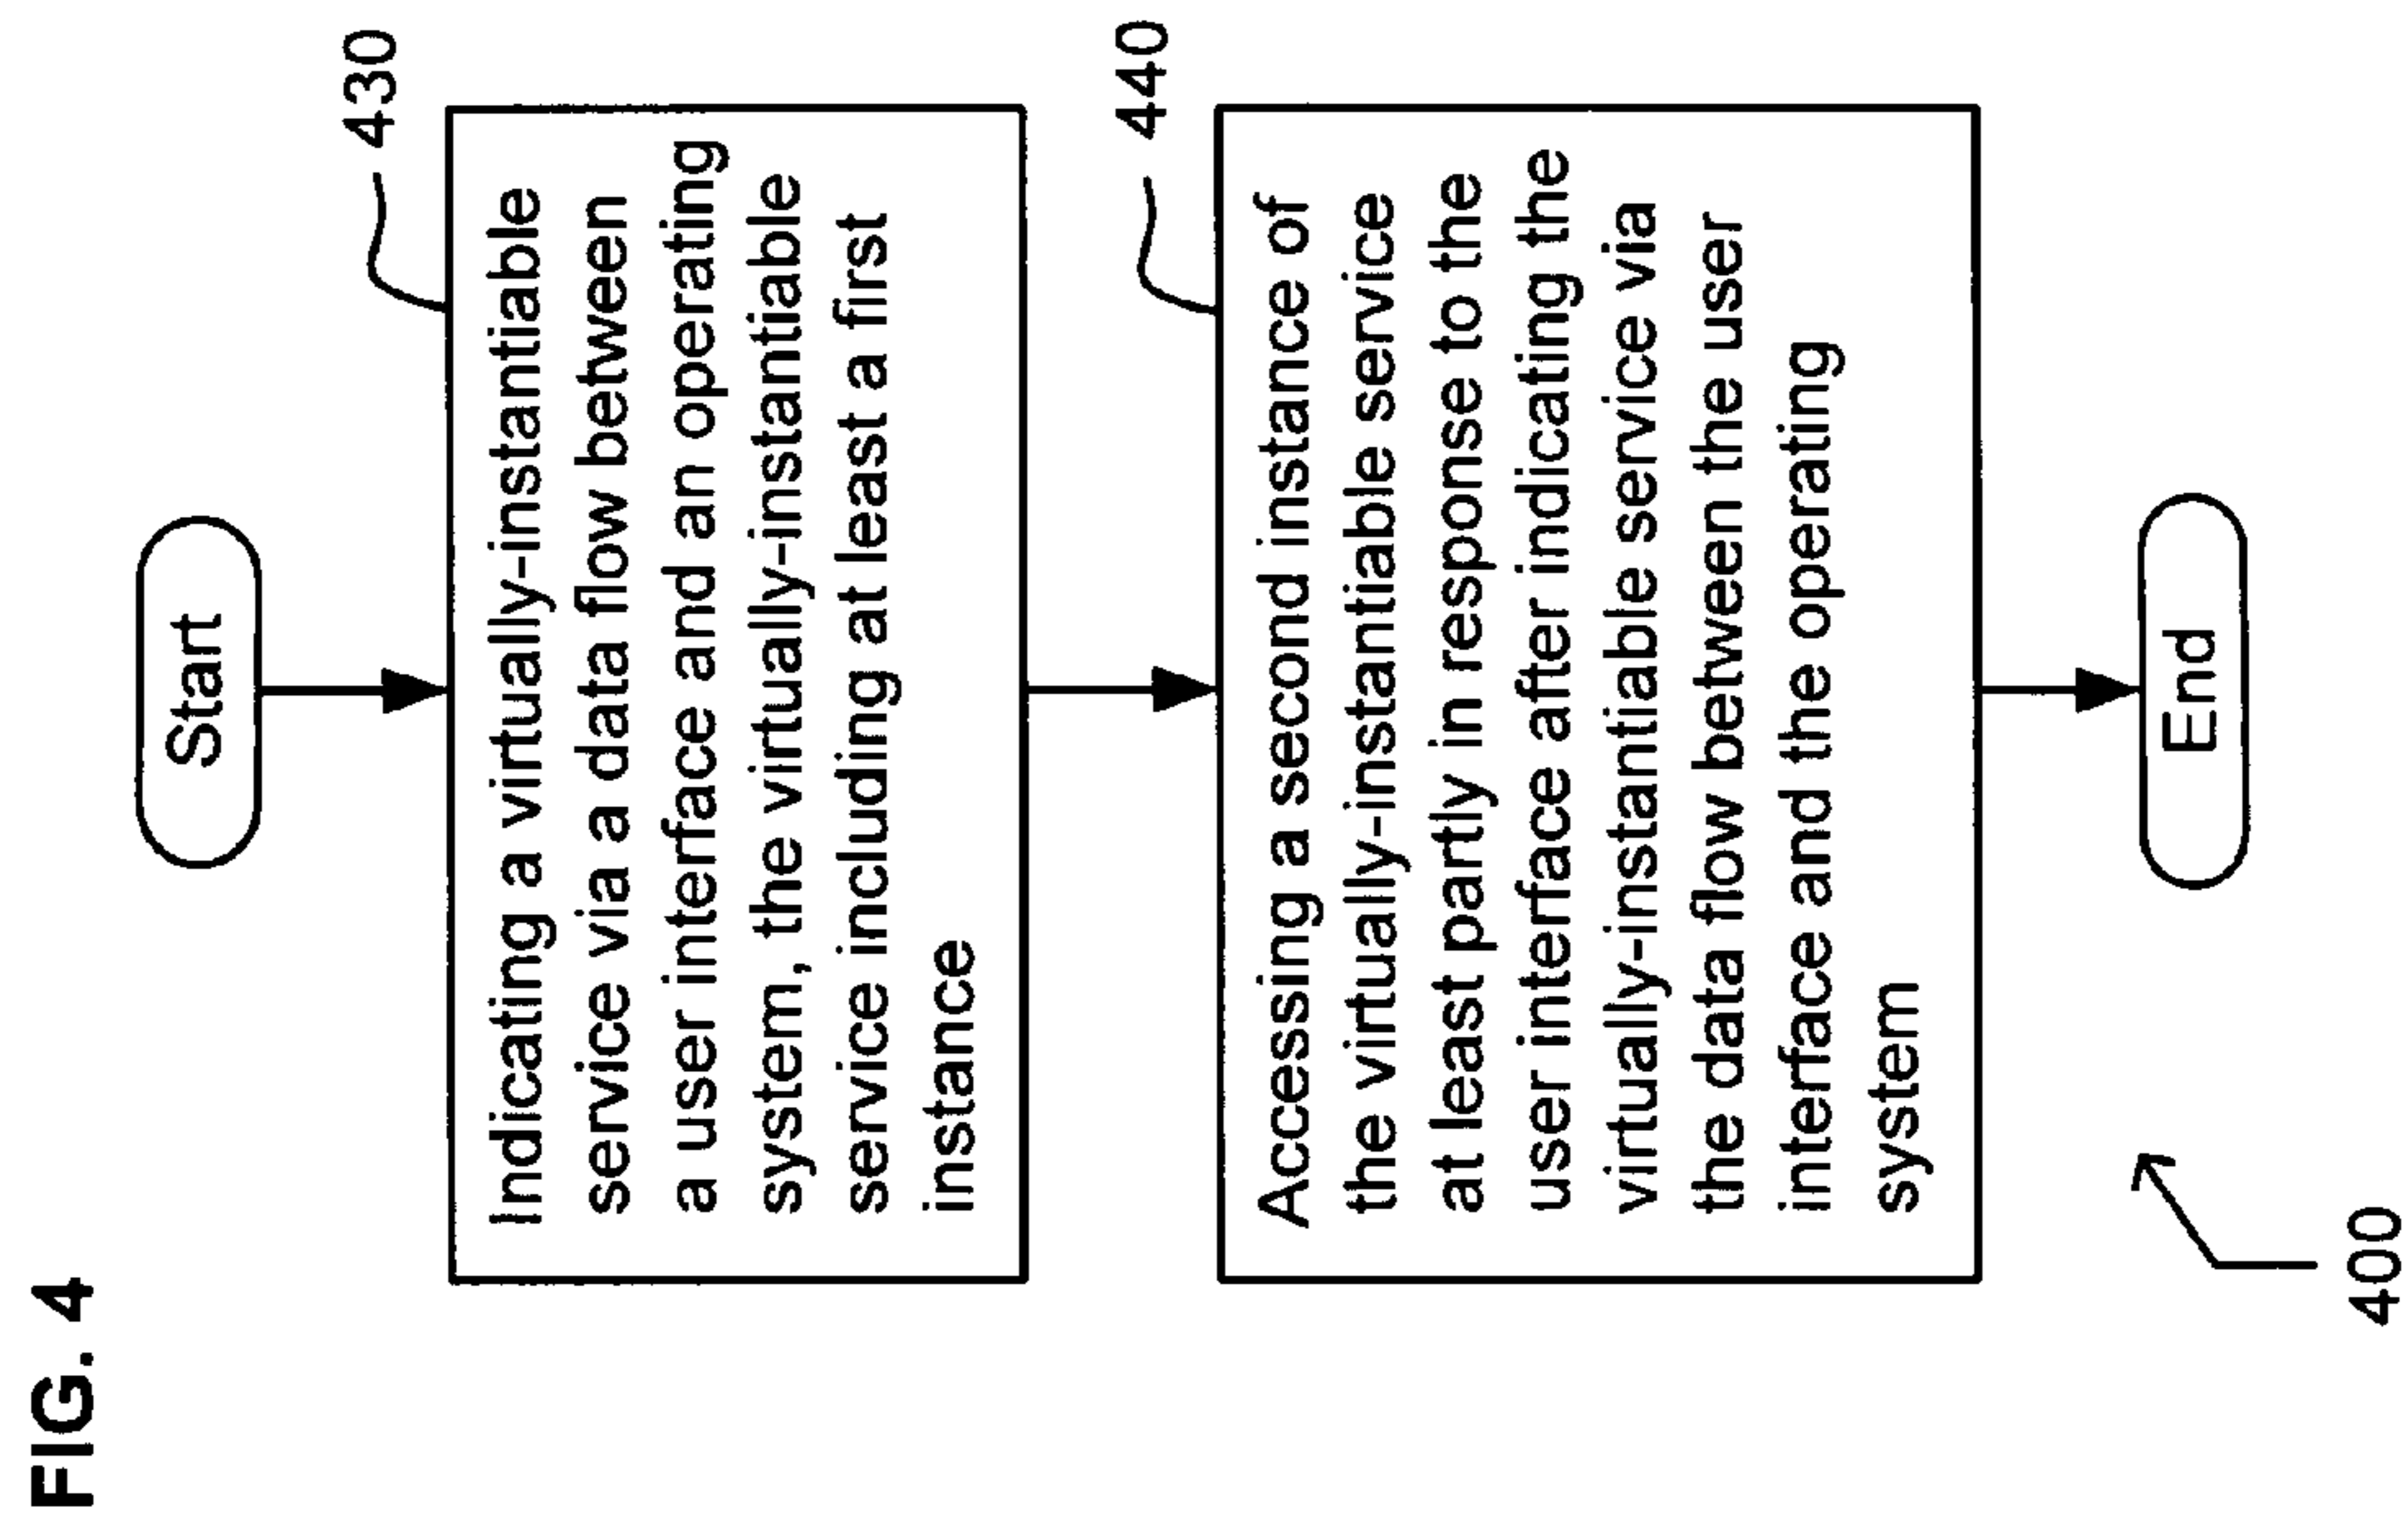 FIG. 4
Start
430
Indicating a virtually-instantiable
service via a data flow between
a user interface and an operating
system, the virtually-instantiable
service including at least a first
instance
440
Accessing a second instance of
the virtually-instantiable service
at least partly in response to the
user interface after indicating the
virtually-instantiable service via
the data flow between the user
interface and the operating
system
End
400